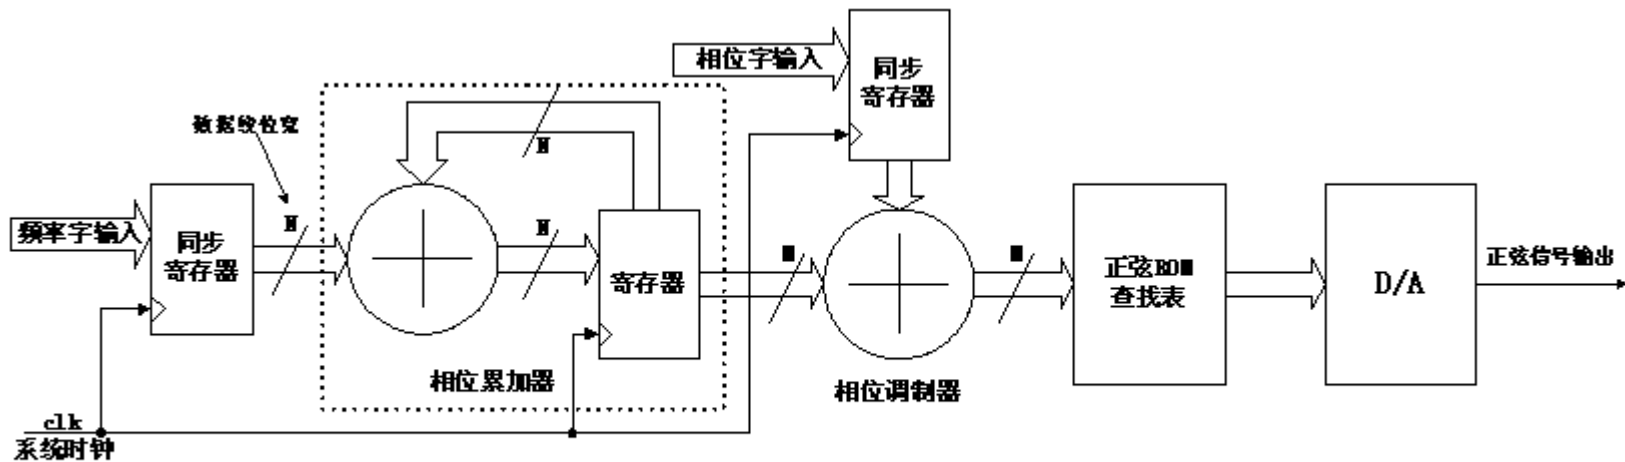 相位字输入
同步
寄存器
数据线位宽
N
频率字输入
同步
寄存器
N
N
寄存器
M
M
正弦ROM
查找表
D/A
正弦信号输出
相位累加器
相位调制器
clk
系统时钟